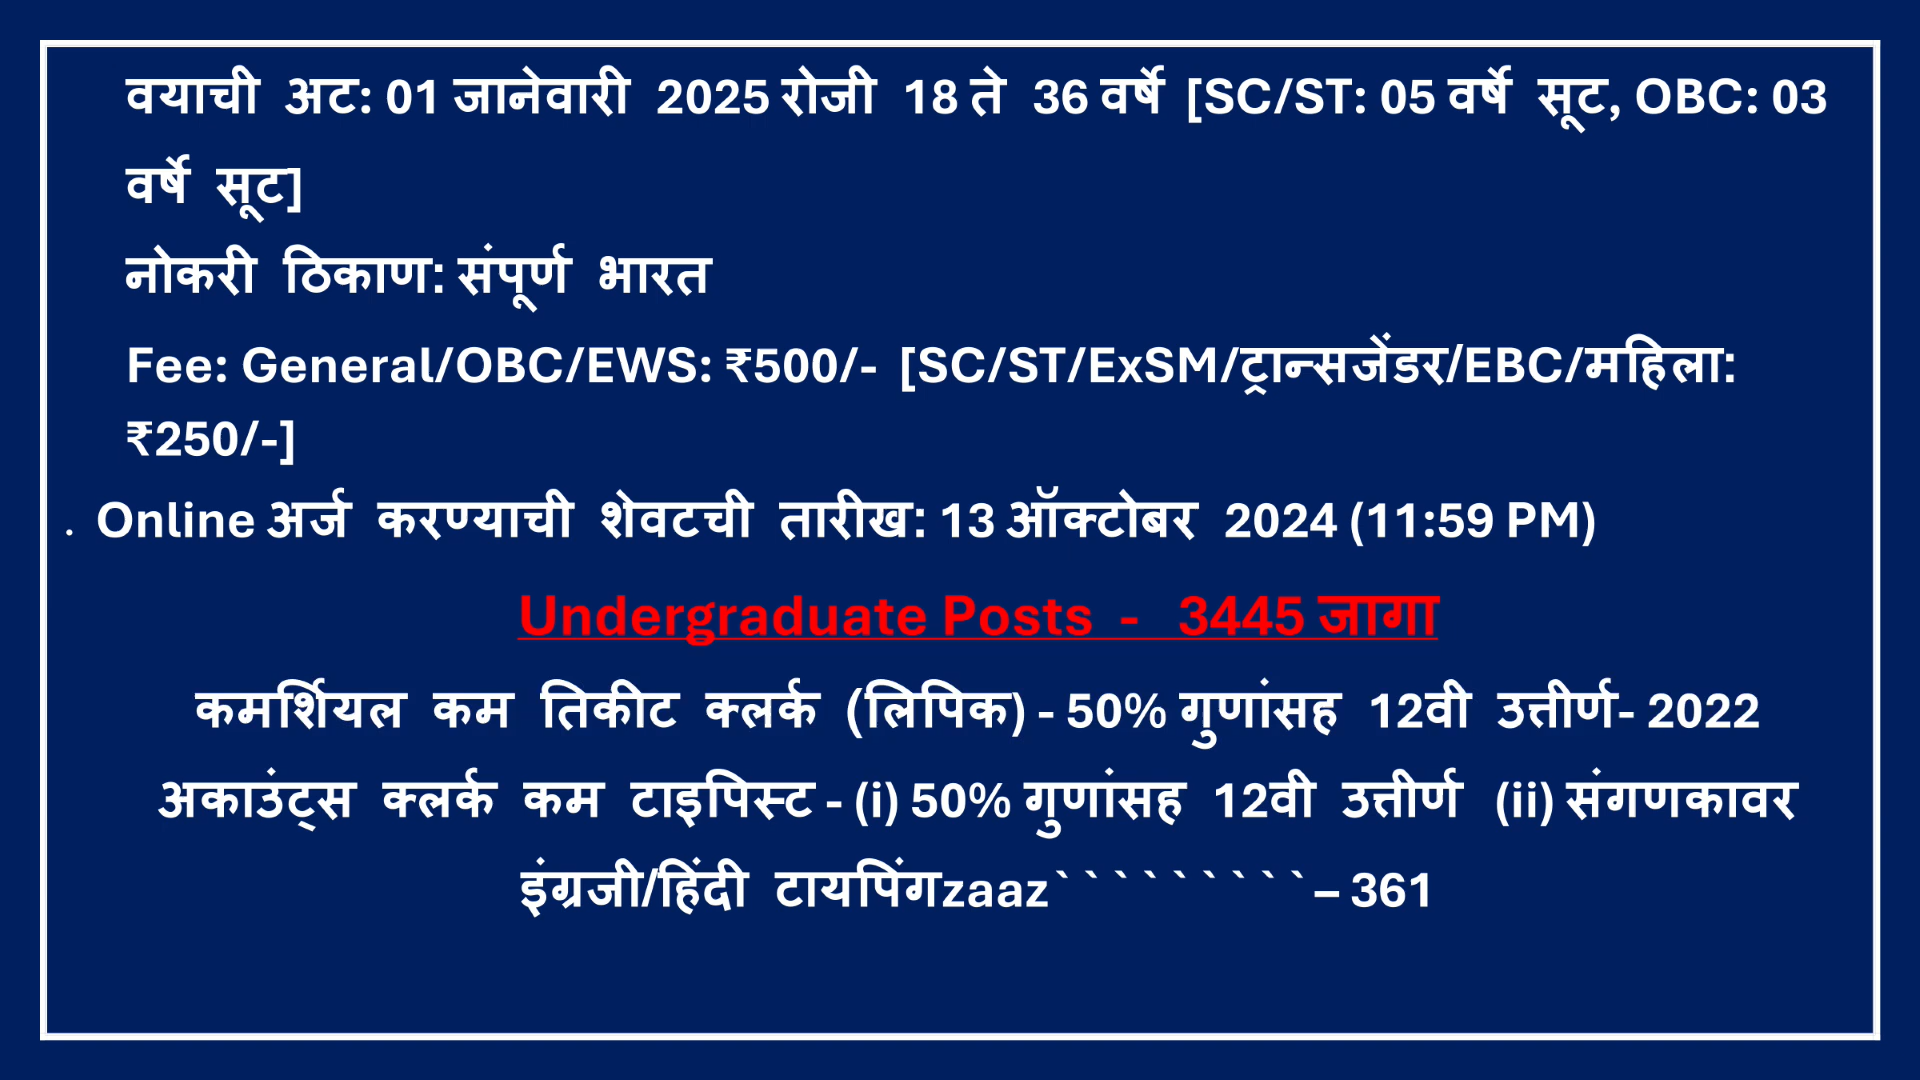 वयाची अट: 01 जानेवारी 2025 रोजी 18 ते 36 वर्षे [SC/ST: 05 वर्षे सूट, OBC: 03
वर्षे सूट]
नोकरी ठिकाण: संपूर्ण भारत
Fee: General/OBC/EWS: ₹500/- [SC/ST/ExSM/ट्रान्सजेंडर/EBC/महिला:
₹250/-]
. Online अर्ज करण्याची शेवटची तारीख: 13 ऑक्टोबर 2024 (11:59 PM)
Undergraduate Posts - 3445 जागा
कमर्शियल कम तिकीट क्लर्क (लिपिक) - 50% गुणांसह 12वी उत्तीर्ण- 2022
अकाउंट्स क्लर्क कम टाइपिस्ट - (i) 50% गुणांसह 12वी उत्तीर्ण (ii) संगणकावर
इंग्रजी/हिंदी टायपिंगzaaz`````````– 361